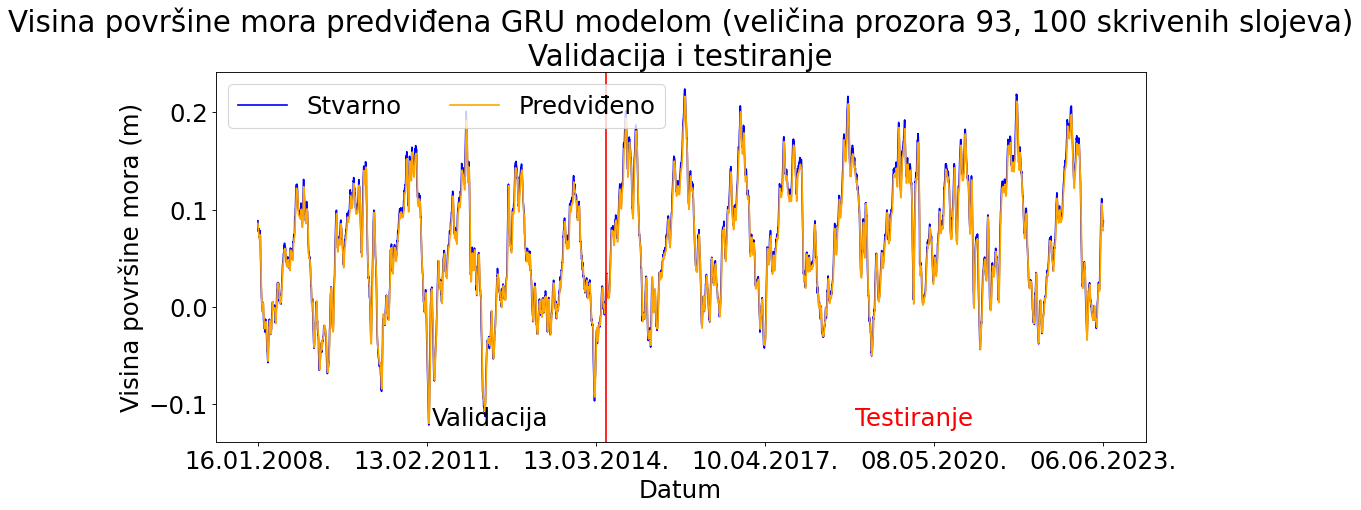 Visina površine mora predviđena GRU modelom (veličina prozora 93, 100 skrivenih slojeva)
Validacija i testiranje
Stvarno
Predviđeno
Visina površine mora (m)
0.2
0.1
0.0
−0.1
Validacija
Testiranje
16.01.2008.
13.02.2011.
13.03.2014.
10.04.2017.
08.05.2020.
06.06.2023.
Datum